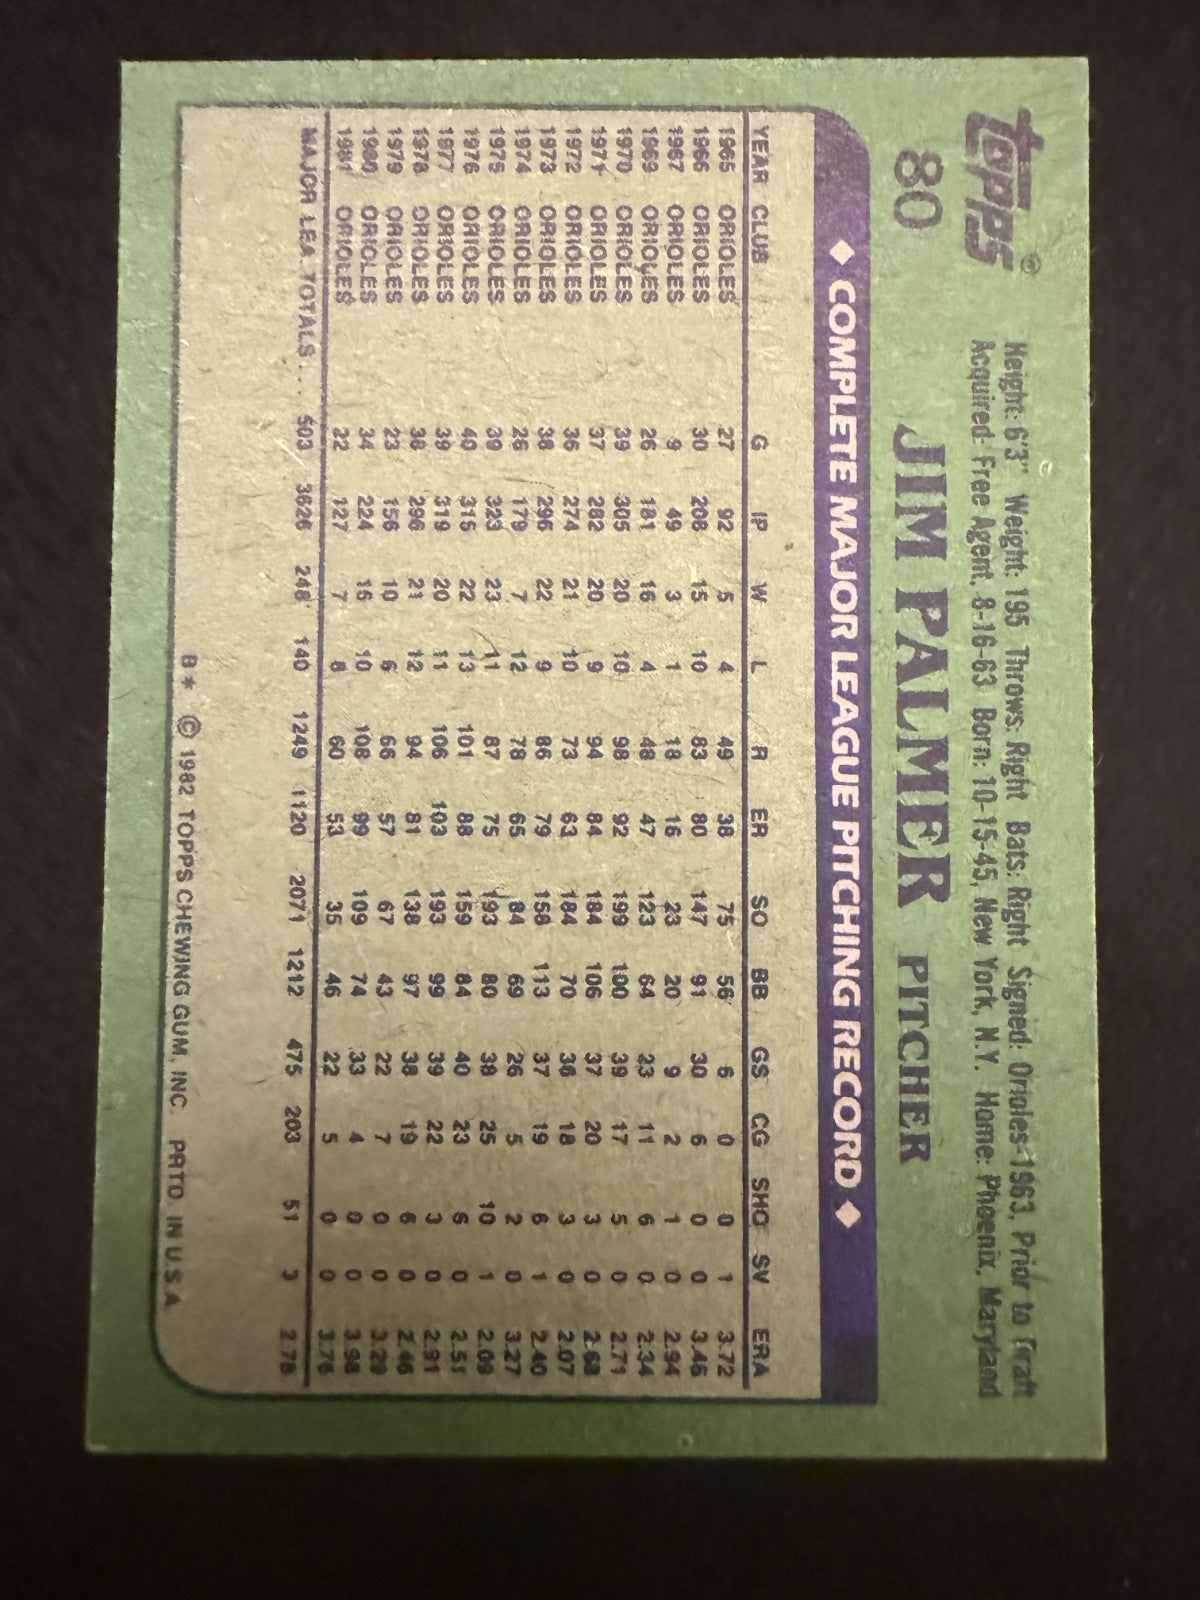 topps®
80 JIM PALMER PITCHER
Height: 6'3" Weight: 195 Throws: Right Bats: Right Signed: Orioles-1963, Prior to Draft
Acquired: Free Agent, 8-16-63 Born: 10-15-45, New York, N.Y. Home: Phoenix, Maryland
◆ COMPLETE MAJOR LEAGUE PITCHING RECORD ◆
YEAR CLUB G IP W L R ER SO BB GS CG SHO SV ERA
1965 ORIOLES 27 92 5 4 49 38 75 56 6 0 0 1 3.72
1966 ORIOLES 30 208 15 10 83 80 147 91 30 6 0 0 3.46
1967 ORIOLES 9 49 3 1 18 16 23 20 9 2 1 0 2.94
1969 ORIOLES 26 181 16 4 48 47 123 64 23 11 6 0 2.34
1970 ORIOLES 39 305 20 10 98 92 199 100 39 17 5 0 2.71
1971 ORIOLES 37 282 20 9 94 84 184 106 37 20 3 0 2.68
1972 ORIOLES 36 274 21 10 73 63 184 70 36 18 3 0 2.07
1973 ORIOLES 38 296 22 9 86 79 158 113 37 19 6 1 2.40
1974 ORIOLES 26 179 7 12 78 65 84 69 26 5 2 0 3.27
1975 ORIOLES 39 323 23 11 87 75 193 80 38 25 10 1 2.09
1976 ORIOLES 40 315 22 13 101 88 159 84 40 23 6 0 2.51
1977 ORIOLES 39 319 20 11 106 103 193 99 39 22 3 0 2.91
1978 ORIOLES 38 296 21 12 94 81 138 97 38 19 6 0 2.46
1979 ORIOLES 23 156 10 6 66 57 67 43 22 7 0 0 3.29
1980 ORIOLES 34 224 16 10 108 99 109 74 33 4 0 0 3.98
1981 ORIOLES 22 127 7 8 60 53 35 46 22 5 0 0 3.76
MAJOR LEA. TOTALS ... 503 3626 248 140 1249 1120 2071 1212 475 203 51 3 2.78
B* © 1982 TOPPS CHEWING GUM, INC. PRTD. IN U.S.A.